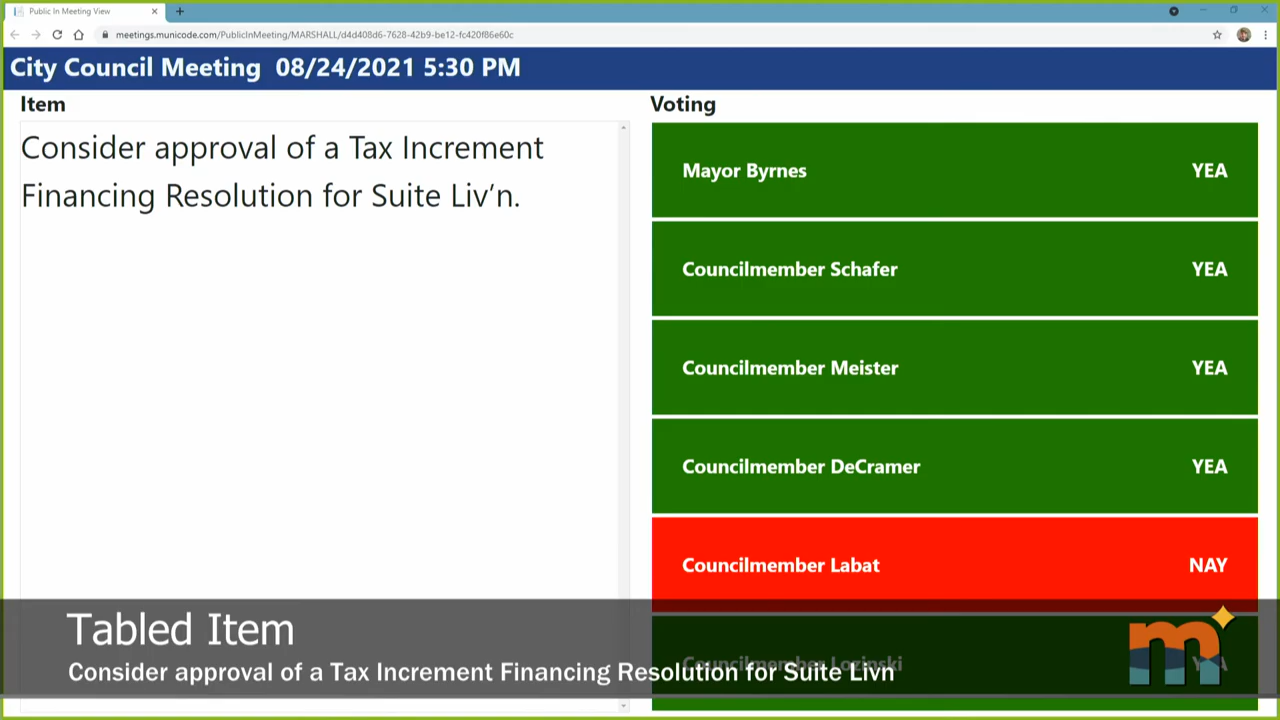 Public In Meeting View
meetings.municode.com/PublicInMeeting/MARSHALL/d4d408d6-7628-42b9-be12-fc420f86e60c
City Council Meeting 08/24/2021 5:30 PM
Item
Consider approval of a Tax Increment
Financing Resolution for Suite Liv’n.
Voting
Mayor Byrnes YEA
Councilmember Schafer YEA
Councilmember Meister YEA
Councilmember DeCramer YEA
Councilmember Labat NAY
Councilmember Lozinski YEA
Tabled Item
Consider approval of a Tax Increment Financing Resolution for Suite Livn
m